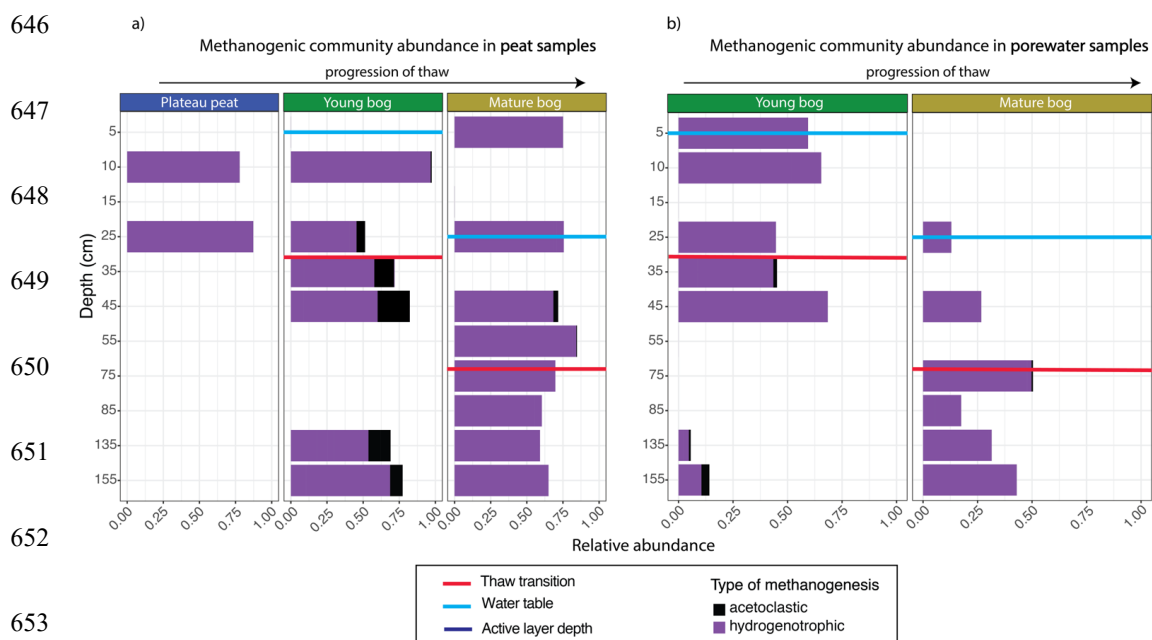 646
a)
b)
Methanogenic community abundance in peat samples
Methanogenic community abundance in porewater samples
progression of thaw
progression of thaw
647
Plateau peat
Young bog
Mature bog
Young bog
Mature bog
5
10
15
25
35
45
55
75
85
135
155
5
10
15
25
35
45
55
75
85
135
155
Depth (cm)
648
649
650
651
0.00
0.25
0.50
0.75
1.00
0.00
0.25
0.50
0.75
1.00
0.00
0.25
0.50
0.75
1.00
0.00
0.25
0.50
0.75
1.00
0.00
0.25
0.50
0.75
1.00
652
Relative abundance
Thaw transition
Water table
Active layer depth
Type of methanogenesis
acetoclastic
hydrogenotrophic
653